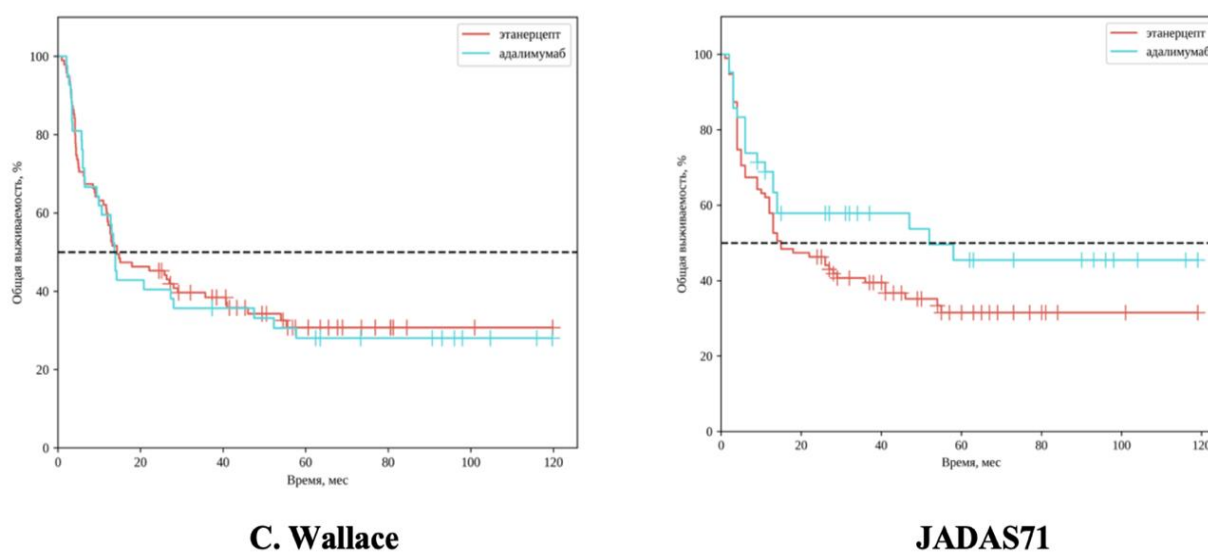 этанерцепт
адалимумаб
Общая выживаемость, %
100
80
60
40
20
0
0 20 40 60 80 100 120
Время, мес
C. Wallace
этанерцепт
адалимумаб
Общая выживаемость, %
100
80
60
40
20
0
0 20 40 60 80 100 120
Время, мес
JADAS71